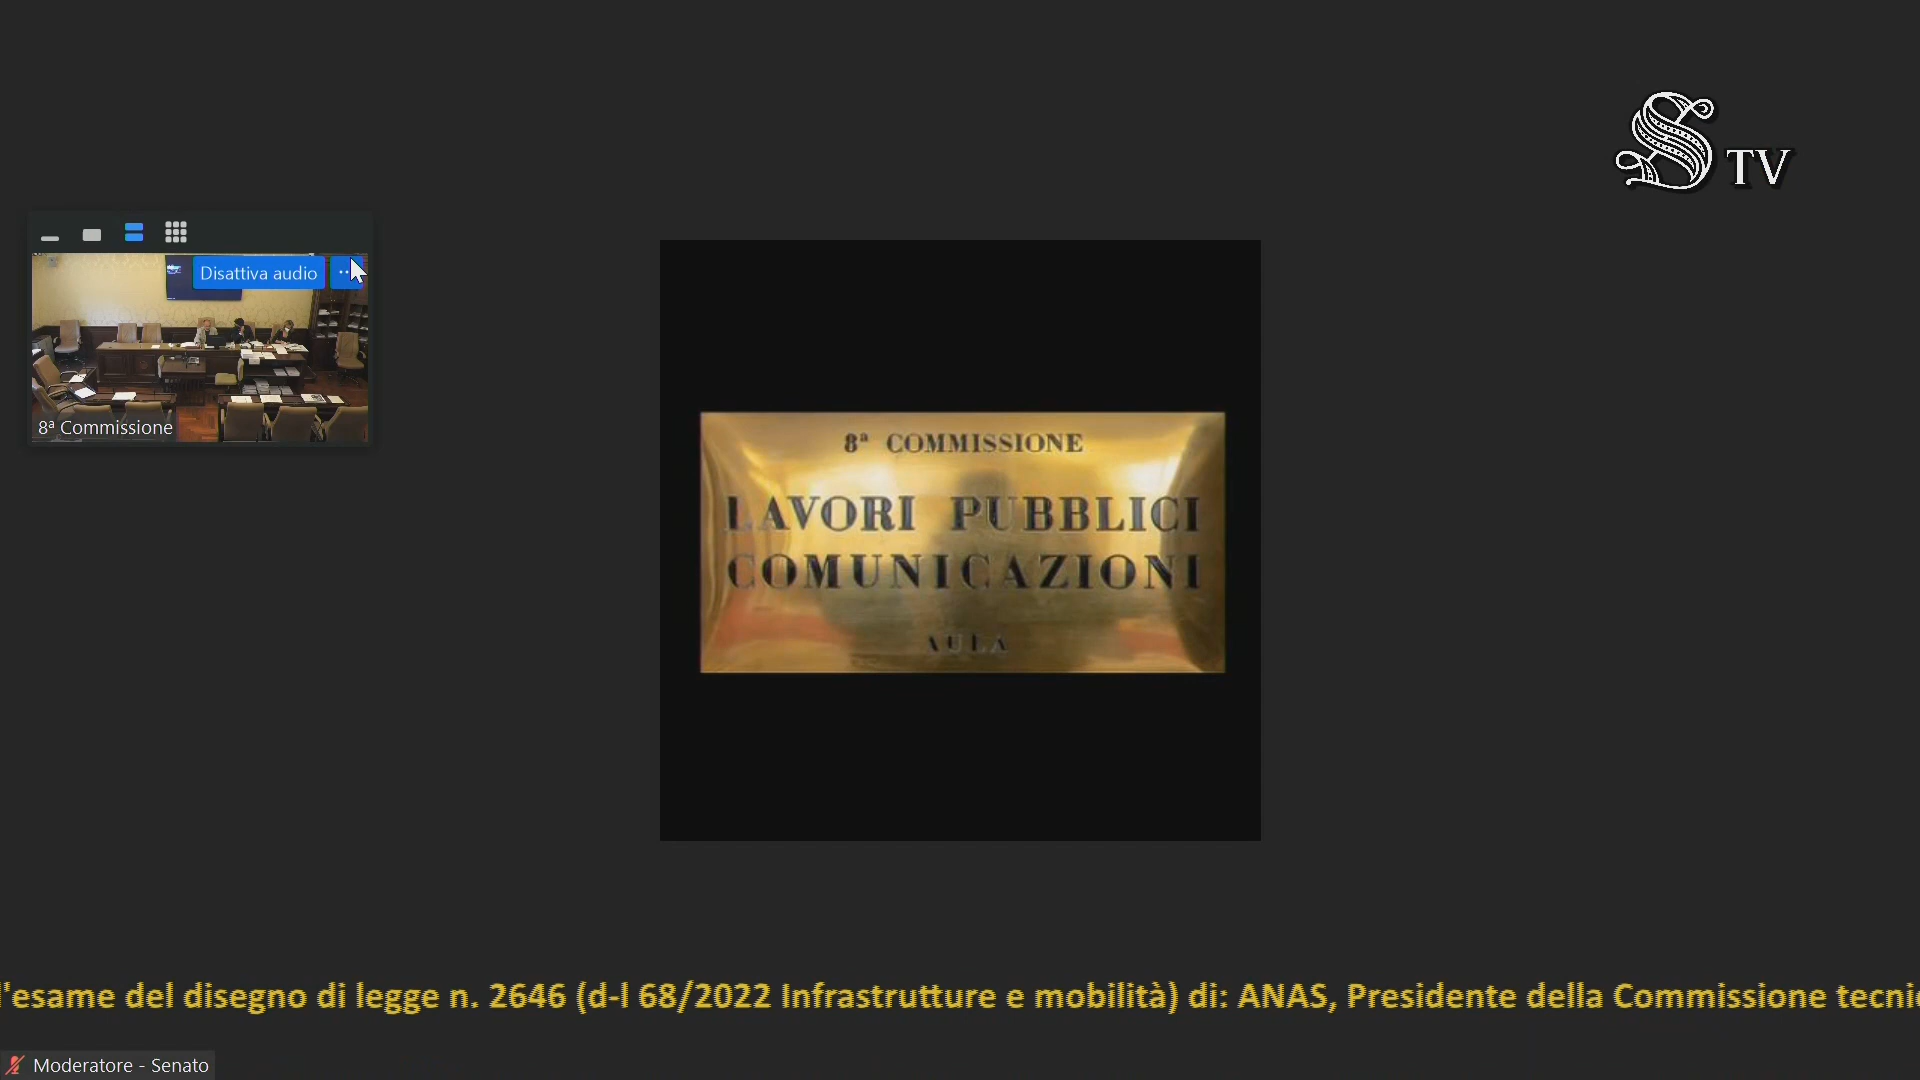 S TV
Disattiva audio
8ª Commissione
8ª COMMISSIONE
LAVORI PUBBLICI
COMUNICAZIONI
AULA
l'esame del disegno di legge n. 2646 (d-l 68/2022 Infrastrutture e mobilità) di: ANAS, Presidente della Commissione tecni
Moderatore - Senato